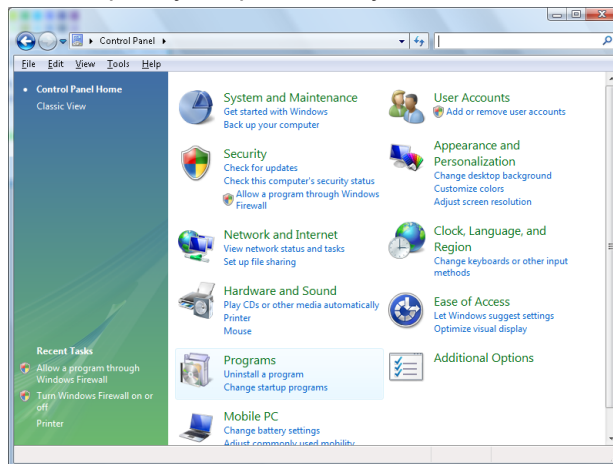 Control Panel
File Edit View Tools Help
Control Panel Home
Classic View
System and Maintenance
Get started with Windows
Back up your computer
Security
Check for updates
Check this computer's security status
Allow a program through Windows
Firewall
Network and Internet
View network status and tasks
Set up file sharing
Hardware and Sound
Play CDs or other media automatically
Printer
Mouse
Programs
Uninstall a program
Change startup programs
Mobile PC
Change battery settings
Adjust commonly used mobility
User Accounts
Add or remove user accounts
Appearance and
Personalization
Change desktop background
Customize colors
Adjust screen resolution
Clock, Language, and
Region
Change keyboards or other input
methods
Ease of Access
Let Windows suggest settings
Optimize visual display
Additional Options
Recent Tasks
Allow a program through
Windows Firewall
Turn Windows Firewall on or
off
Printer